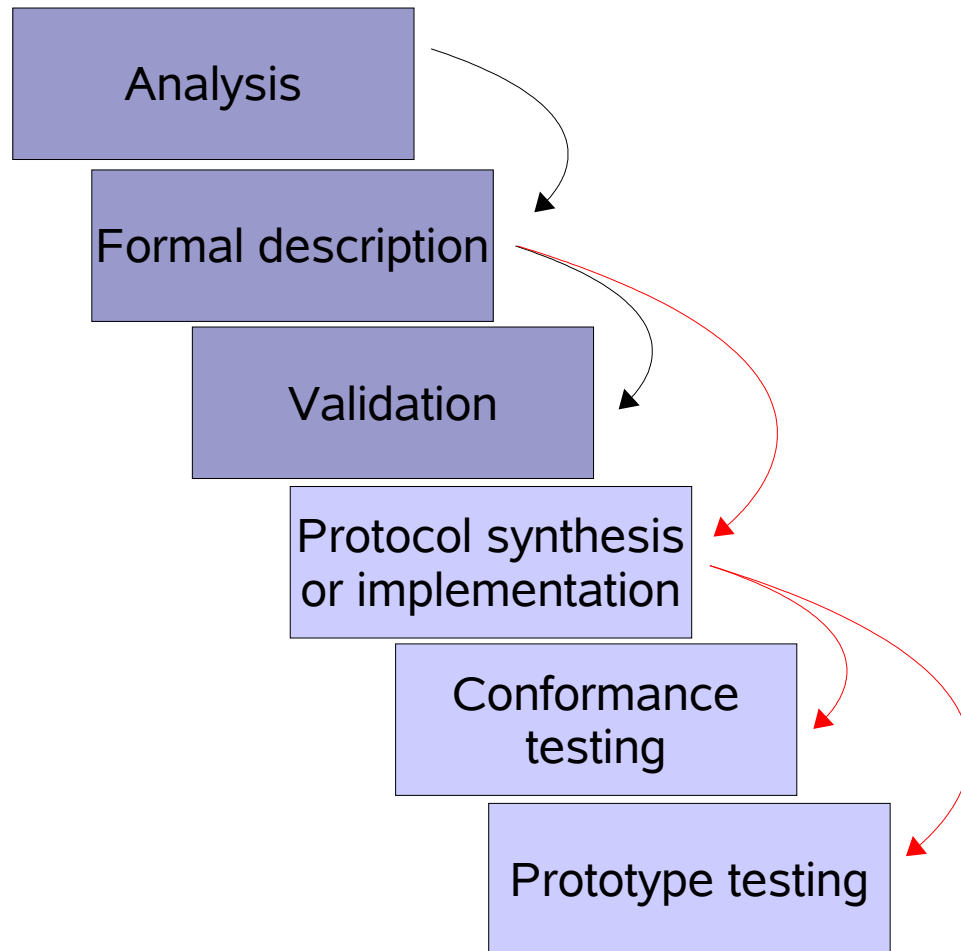 Analysis
Formal description
Validation
Protocol synthesis
or implementation
Conformance
testing
Prototype testing